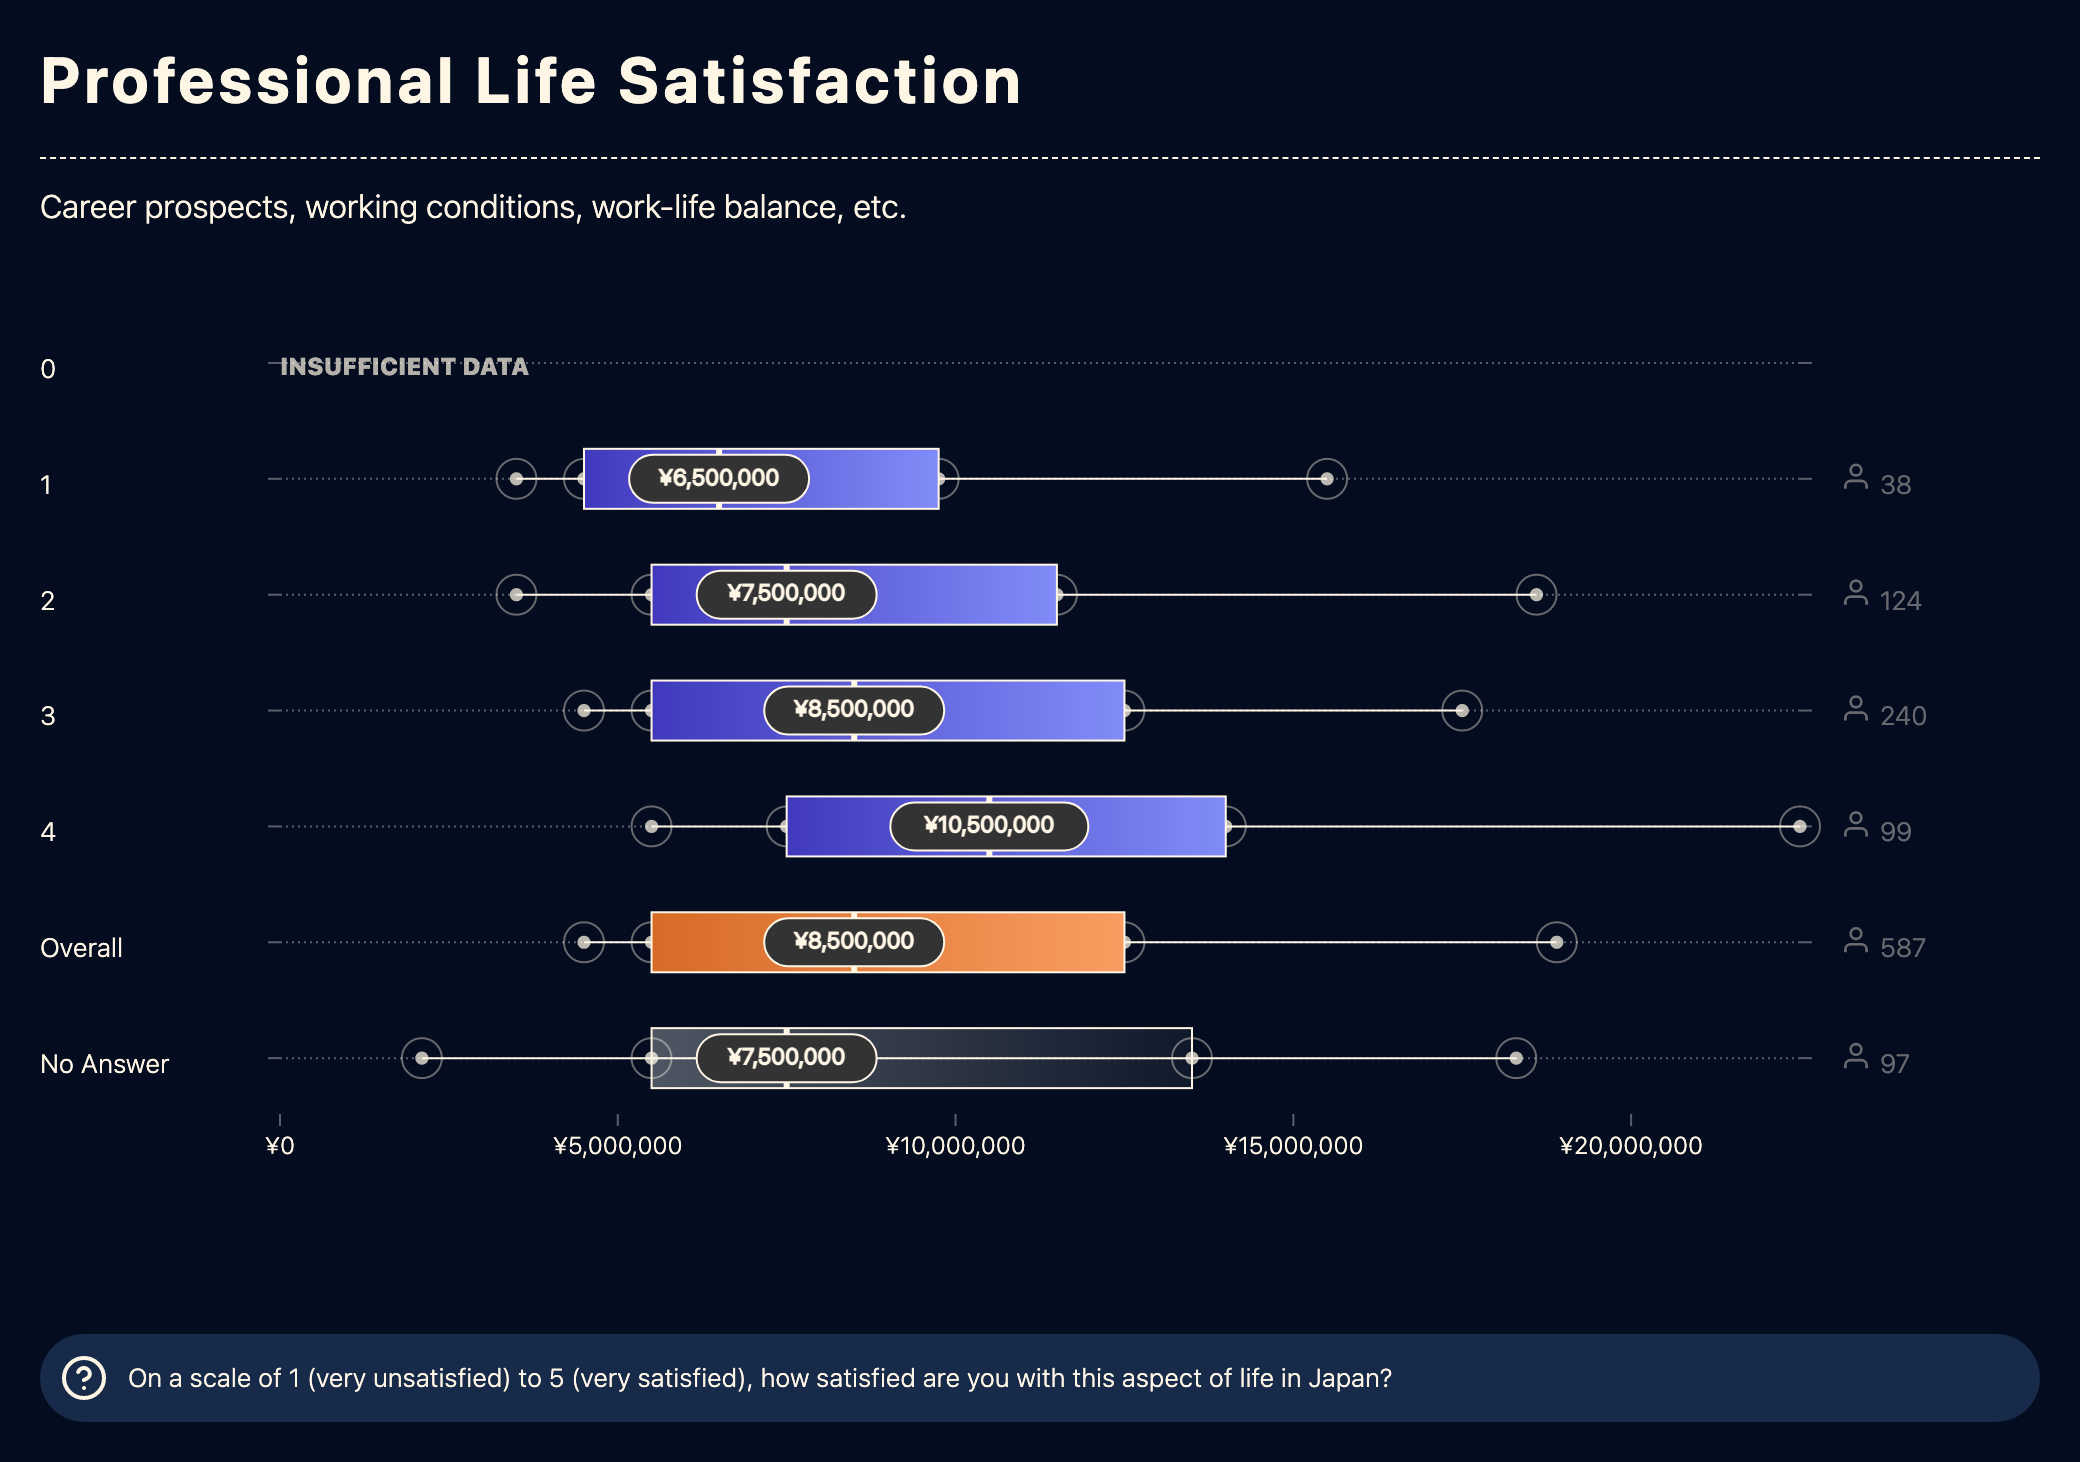 Professional Life Satisfaction
Career prospects, working conditions, work-life balance, etc.
0 INSUFFICIENT DATA
1 ¥6,500,000 38
2 ¥7,500,000 124
3 ¥8,500,000 240
4 ¥10,500,000 99
Overall ¥8,500,000 587
No Answer ¥7,500,000 97
¥0 ¥5,000,000 ¥10,000,000 ¥15,000,000 ¥20,000,000
On a scale of 1 (very unsatisfied) to 5 (very satisfied), how satisfied are you with this aspect of life in Japan?